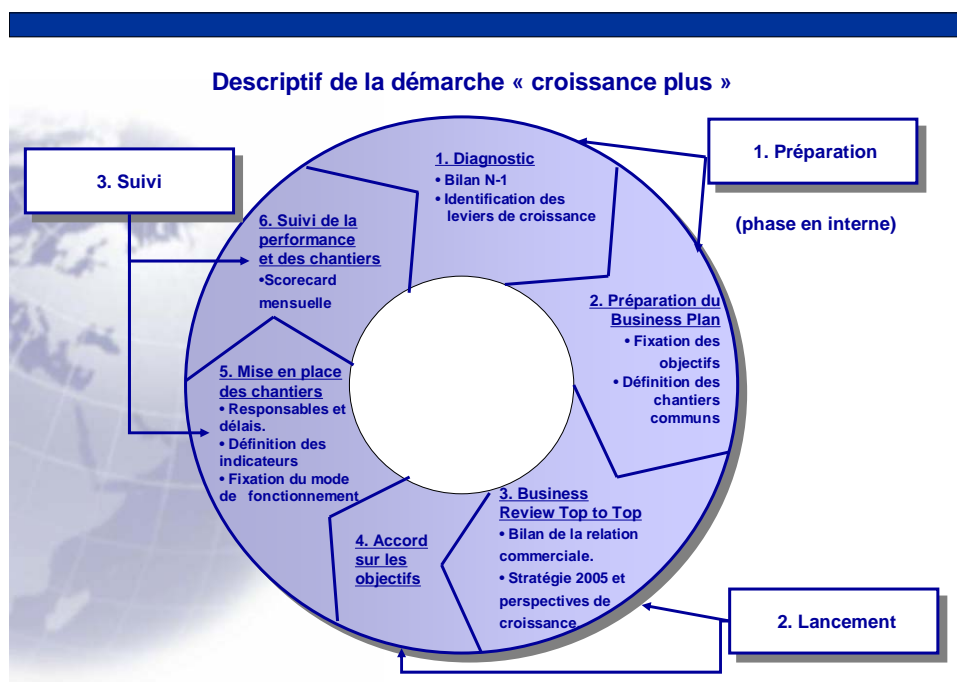 Descriptif de la démarche « croissance plus »
1. Préparation
(phase en interne)
3. Suivi
1. Diagnostic
• Bilan N-1
• Identification des
leviers de croissance
2. Préparation du
Business Plan
• Fixation des
objectifs
• Définition des
chantiers
communs
3. Business
Review Top to Top
• Bilan de la relation
commerciale.
• Stratégie 2005 et
perspectives de
croissance.
4. Accord
sur les
objectifs
5. Mise en place
des chantiers
• Responsables et
délais.
• Définition des
indicateurs
• Fixation du mode
de fonctionnement
6. Suivi de la
performance
et des chantiers
•Scorecard
mensuelle
2. Lancement